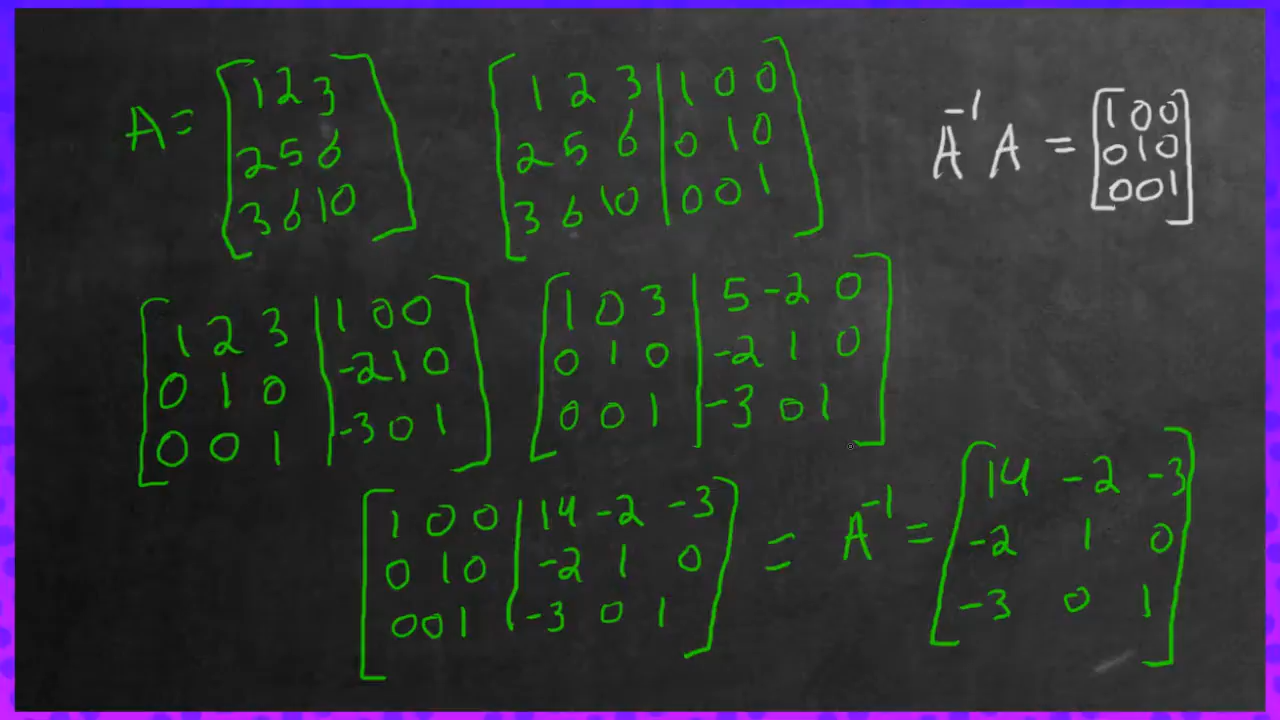 A = [1 2 3
2 5 6
3 6 10]
[1 2 3 | 1 0 0
2 5 6 | 0 1 0
3 6 10 | 0 0 1]
A⁻¹ A = [1 0 0
0 1 0
0 0 1]
[1 2 3 | 1 0 0
0 1 0 | -2 1 0
0 0 1 | -3 0 1]
[1 0 3 | 5 -2 0
0 1 0 | -2 1 0
0 0 1 | -3 0 1]
[1 0 0 | 14 -2 -3
0 1 0 | -2 1 0
0 0 1 | -3 0 1]
= A⁻¹ = [14 -2 -3
-2 1 0
-3 0 1]